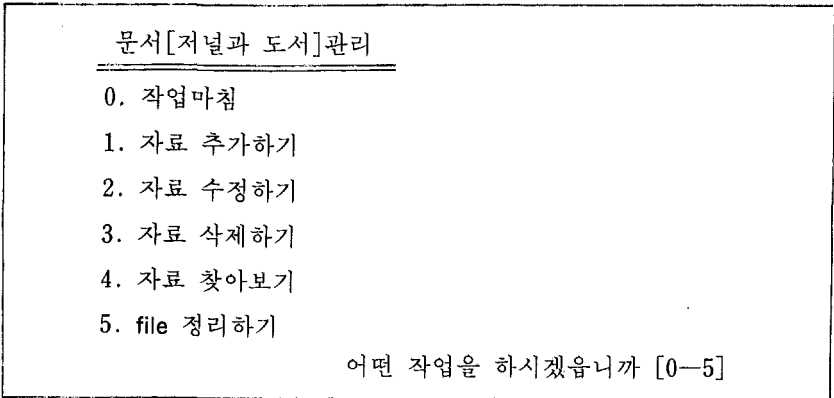 문서[저널과 도서]관리
0. 작업마침
1. 자료 추가하기
2. 자료 수정하기
3. 자료 삭제하기
4. 자료 찾아보기
5. file 정리하기
어떤 작업을 하시겠읍니까 [0—5]